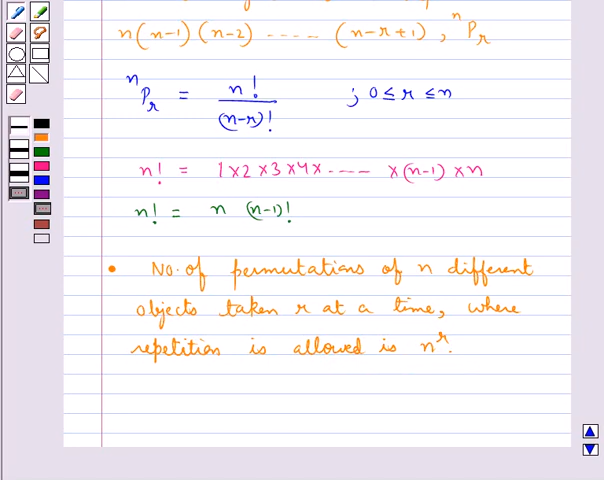 n(n-1)(n-2) ----- (n-r+1), ⁿPᵣ
ⁿPᵣ = n! / (n-r)! ; 0 ≤ r ≤ n
n! = 1×2×3×4×----- ×(n-1)×n
n! = n (n-1)!
• No. of permutations of n different
objects taken r at a time, where
repetition is allowed is nʳ.